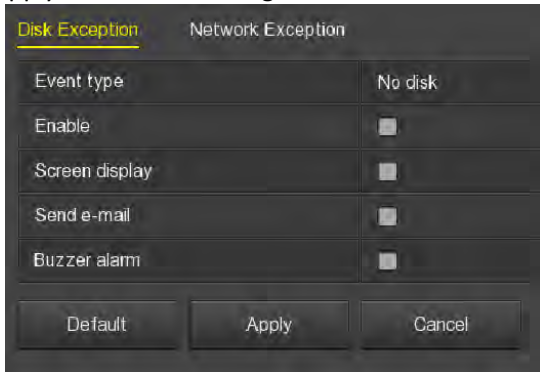 Disk Exception Network Exception
Event type No disk
Enable
Screen display
Send e-mail
Buzzer alarm
Default Apply Cancel